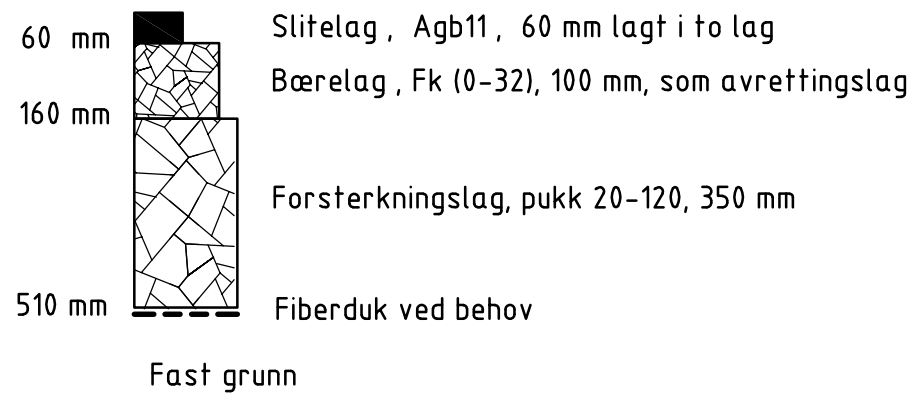 Slitelag , Agb11 , 60 mm lagt i to lag
60 mm
Bærelag , Fk (0-32), 100 mm, som avrettingslag
160 mm
Forsterkningslag, pukk 20-120, 350 mm
510 mm
Fiberduk ved behov
Fast grunn